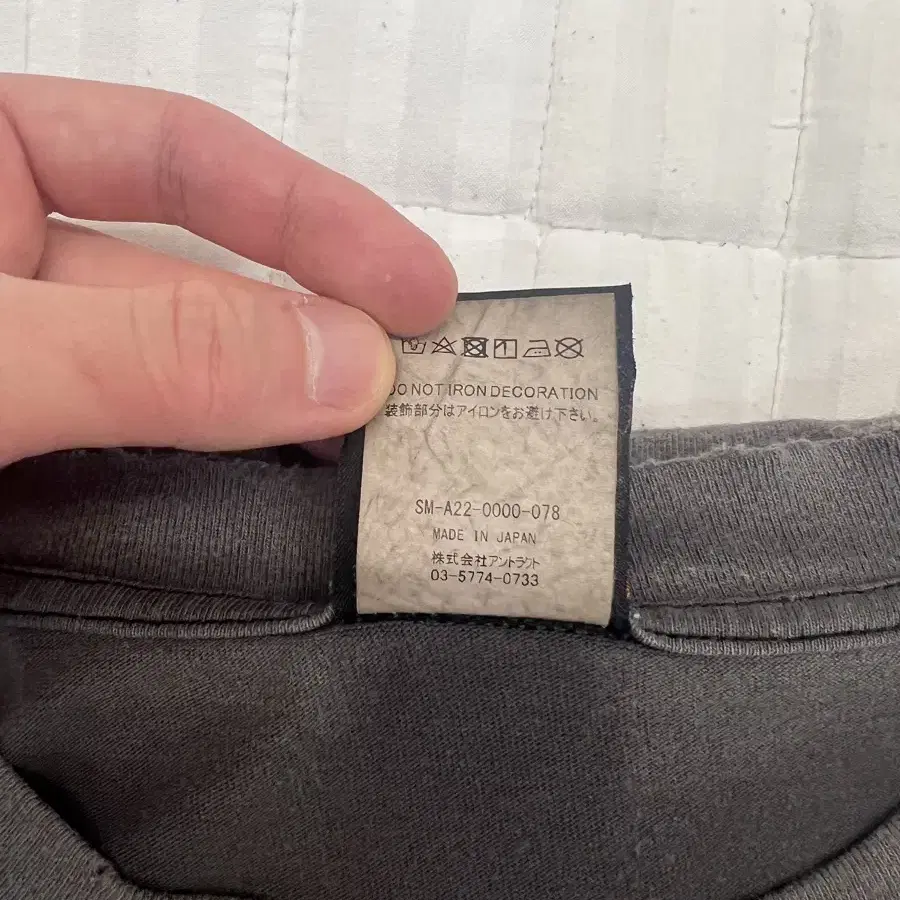 DO NOT IRON DECORATION
装飾部分はアイロンをお避け下さい。
SM-A22-0000-078
MADE IN JAPAN
株式会社アントラクト
03-5774-0733